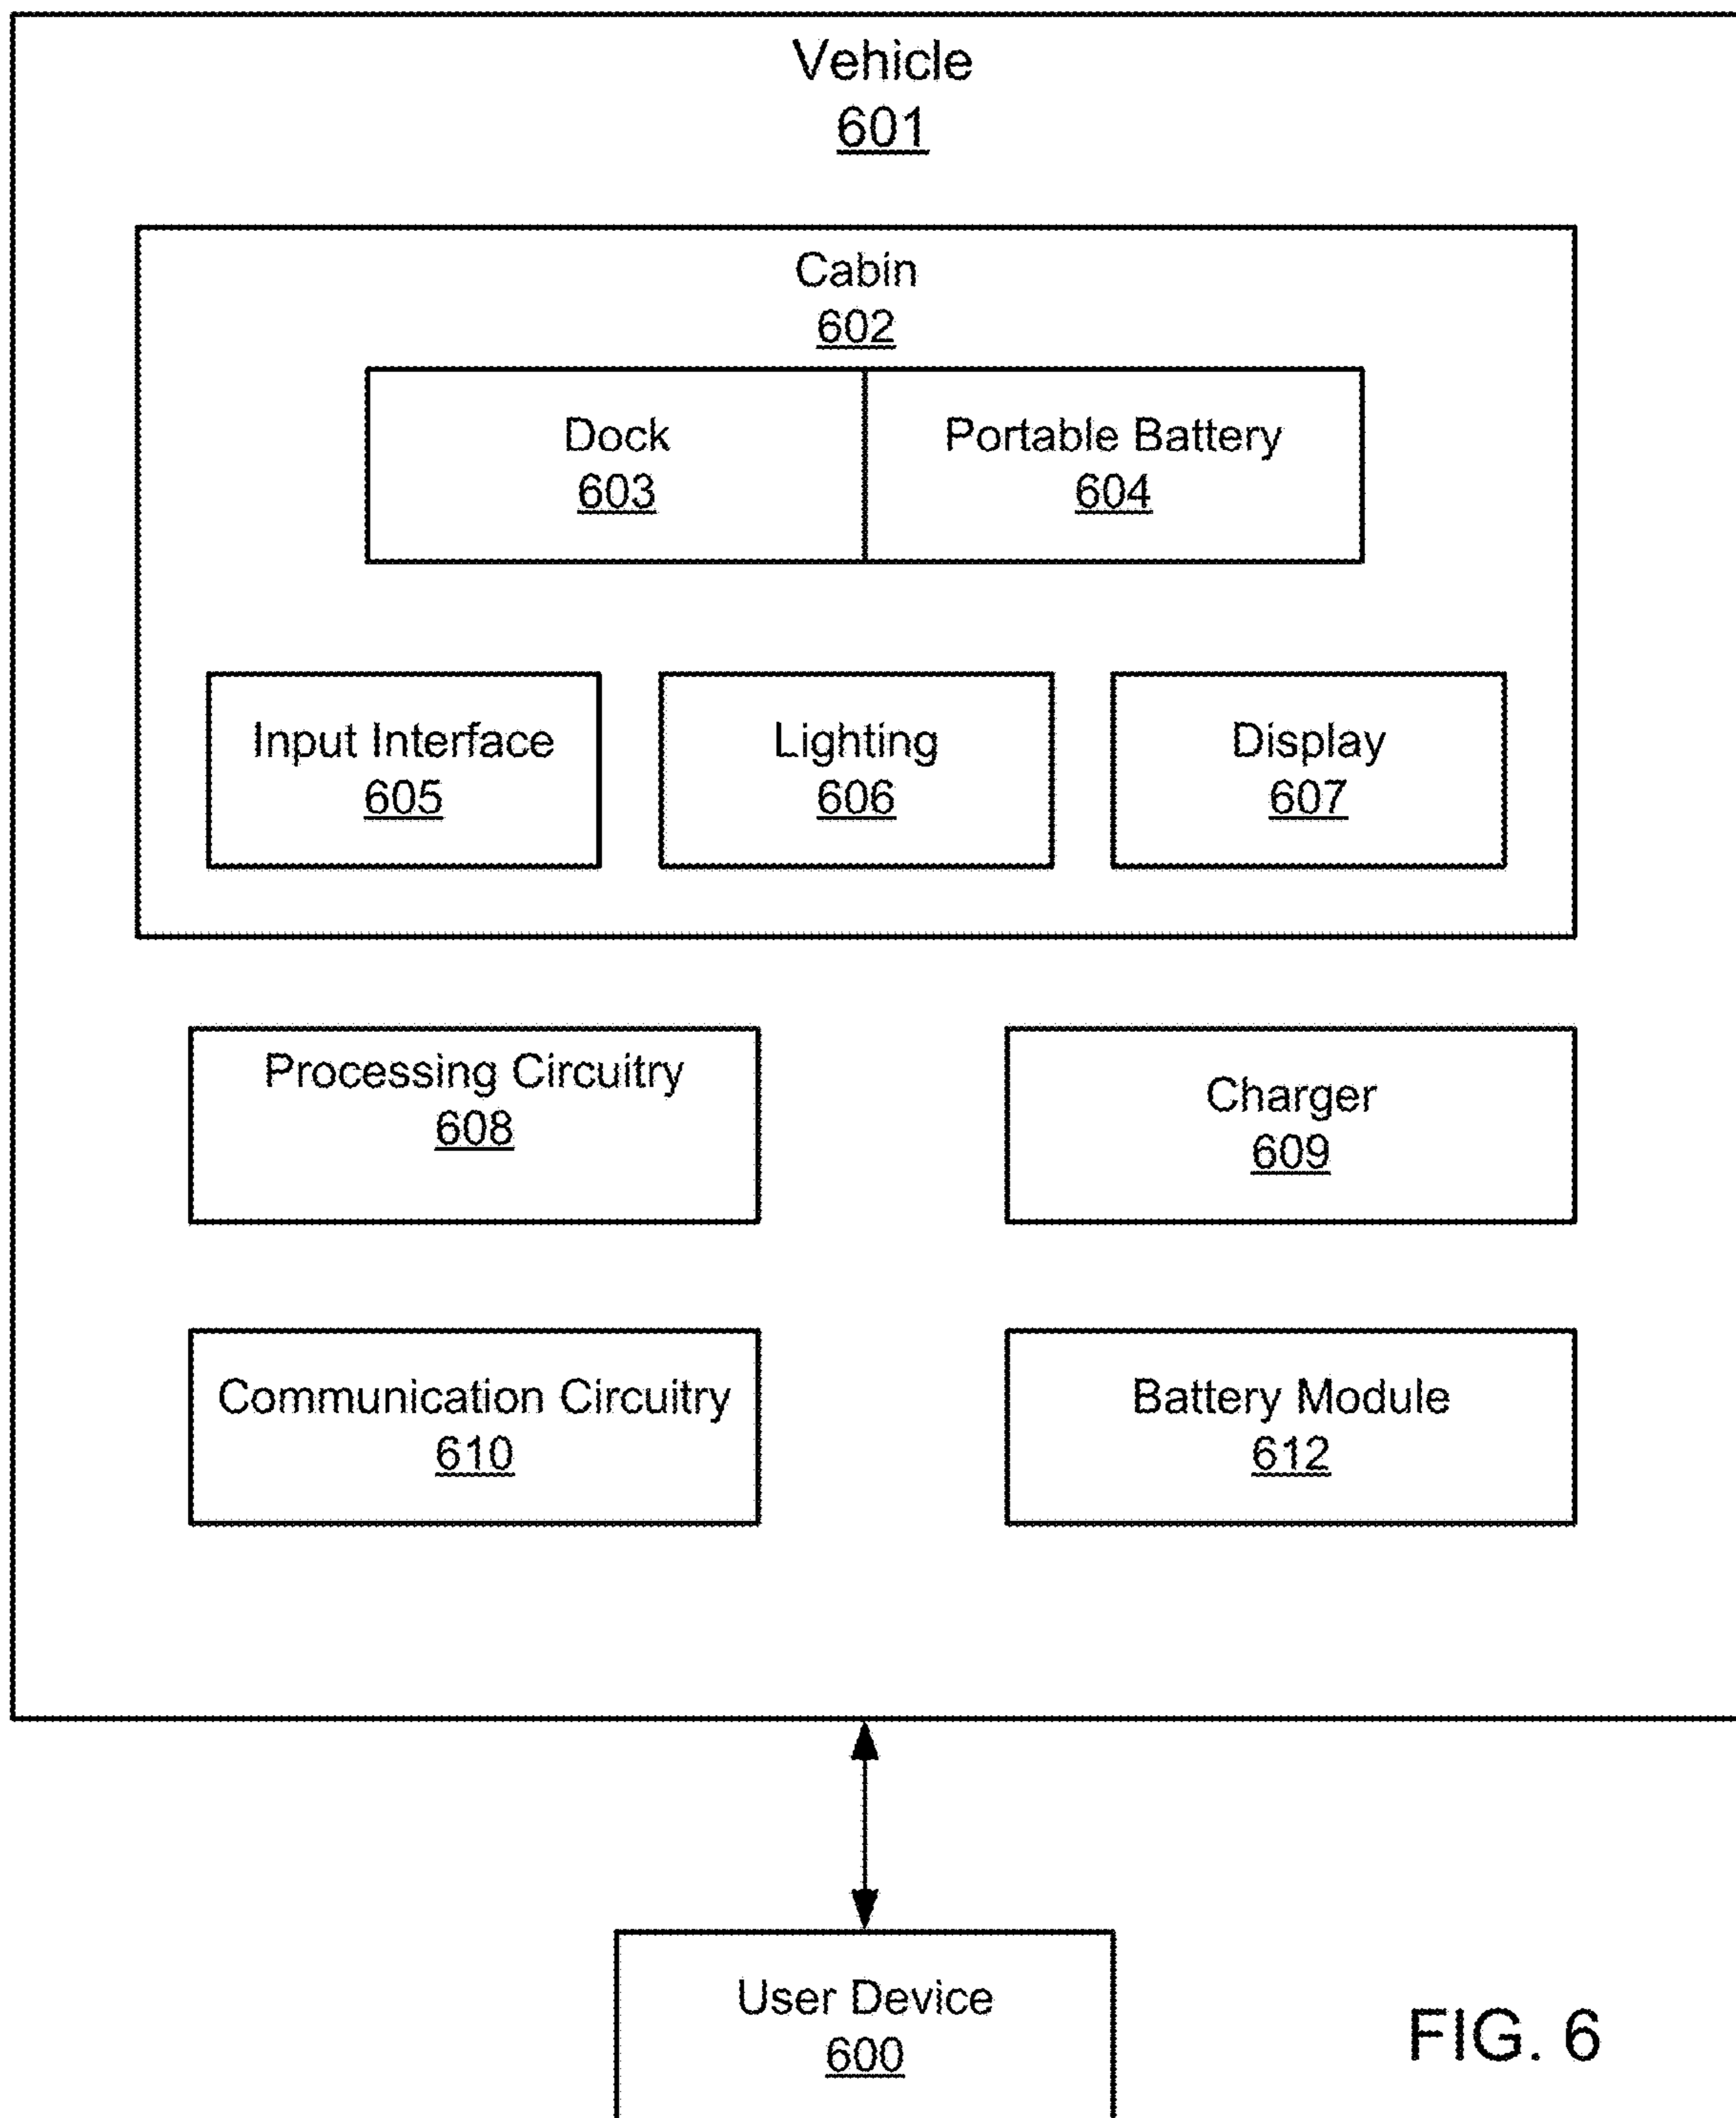 Vehicle
601
Cabin
602
Dock
603
Portable Battery
604
Input Interface
605
Lighting
606
Display
607
Processing Circuitry
608
Charger
609
Communication Circuitry
610
Battery Module
612
User Device
600
FIG. 6